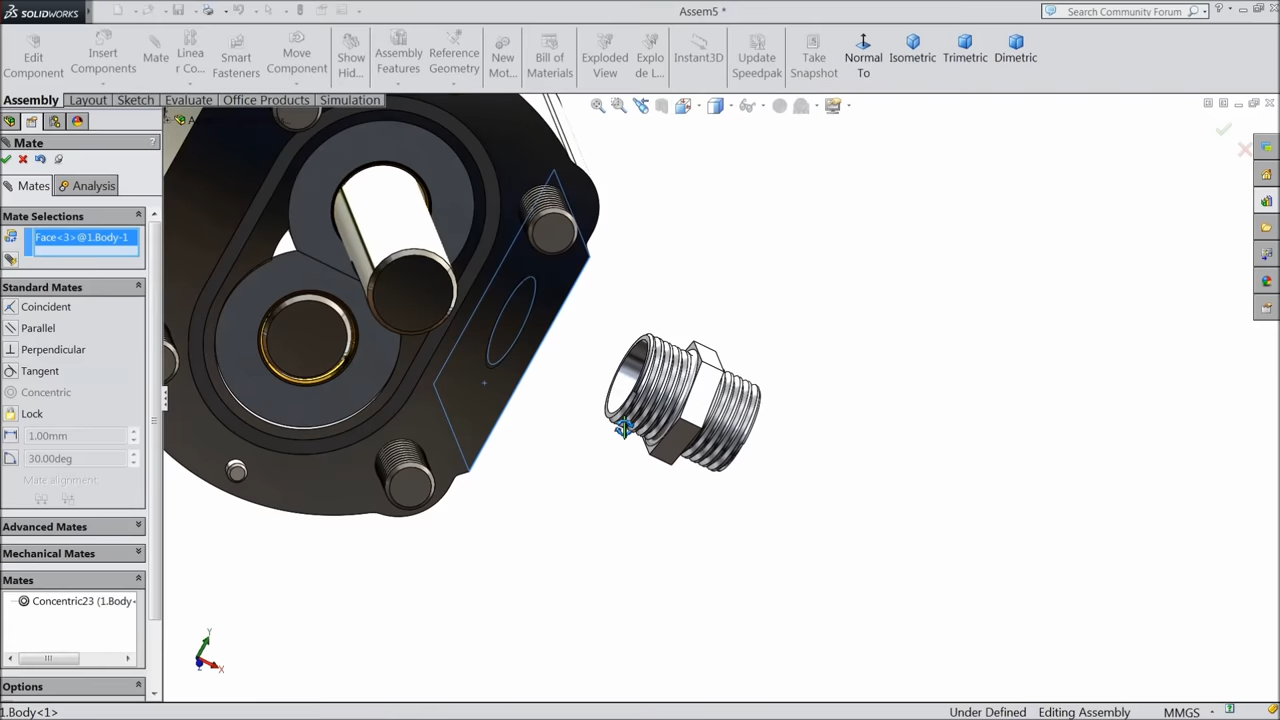 SOLIDWORKS
Assem5 *
Search Community Forum
Edit Component
Insert Components
Mate
Linea r Co...
Smart Fasteners
Move Component
Show Hid...
Assembly Features
Reference Geometry
New Mot...
Bill of Materials
Exploded View
Explo de L...
Instant3D
Update Speedpak
Take Snapshot
Normal To
Isometric
Trimetric
Dimetric
Assembly
Layout
Sketch
Evaluate
Office Products
Simulation
Mate
?
Mates
Analysis
Mate Selections
Face<3>@1.Body-1
Standard Mates
Coincident
Parallel
Perpendicular
Tangent
Concentric
Lock
1.00mm
30.00deg
Mate alignment:
Advanced Mates
Mechanical Mates
Mates
Concentric23 (1.Body
Options
Y
X
Z
1.Body<1>
Under Defined
Editing Assembly
MMGS